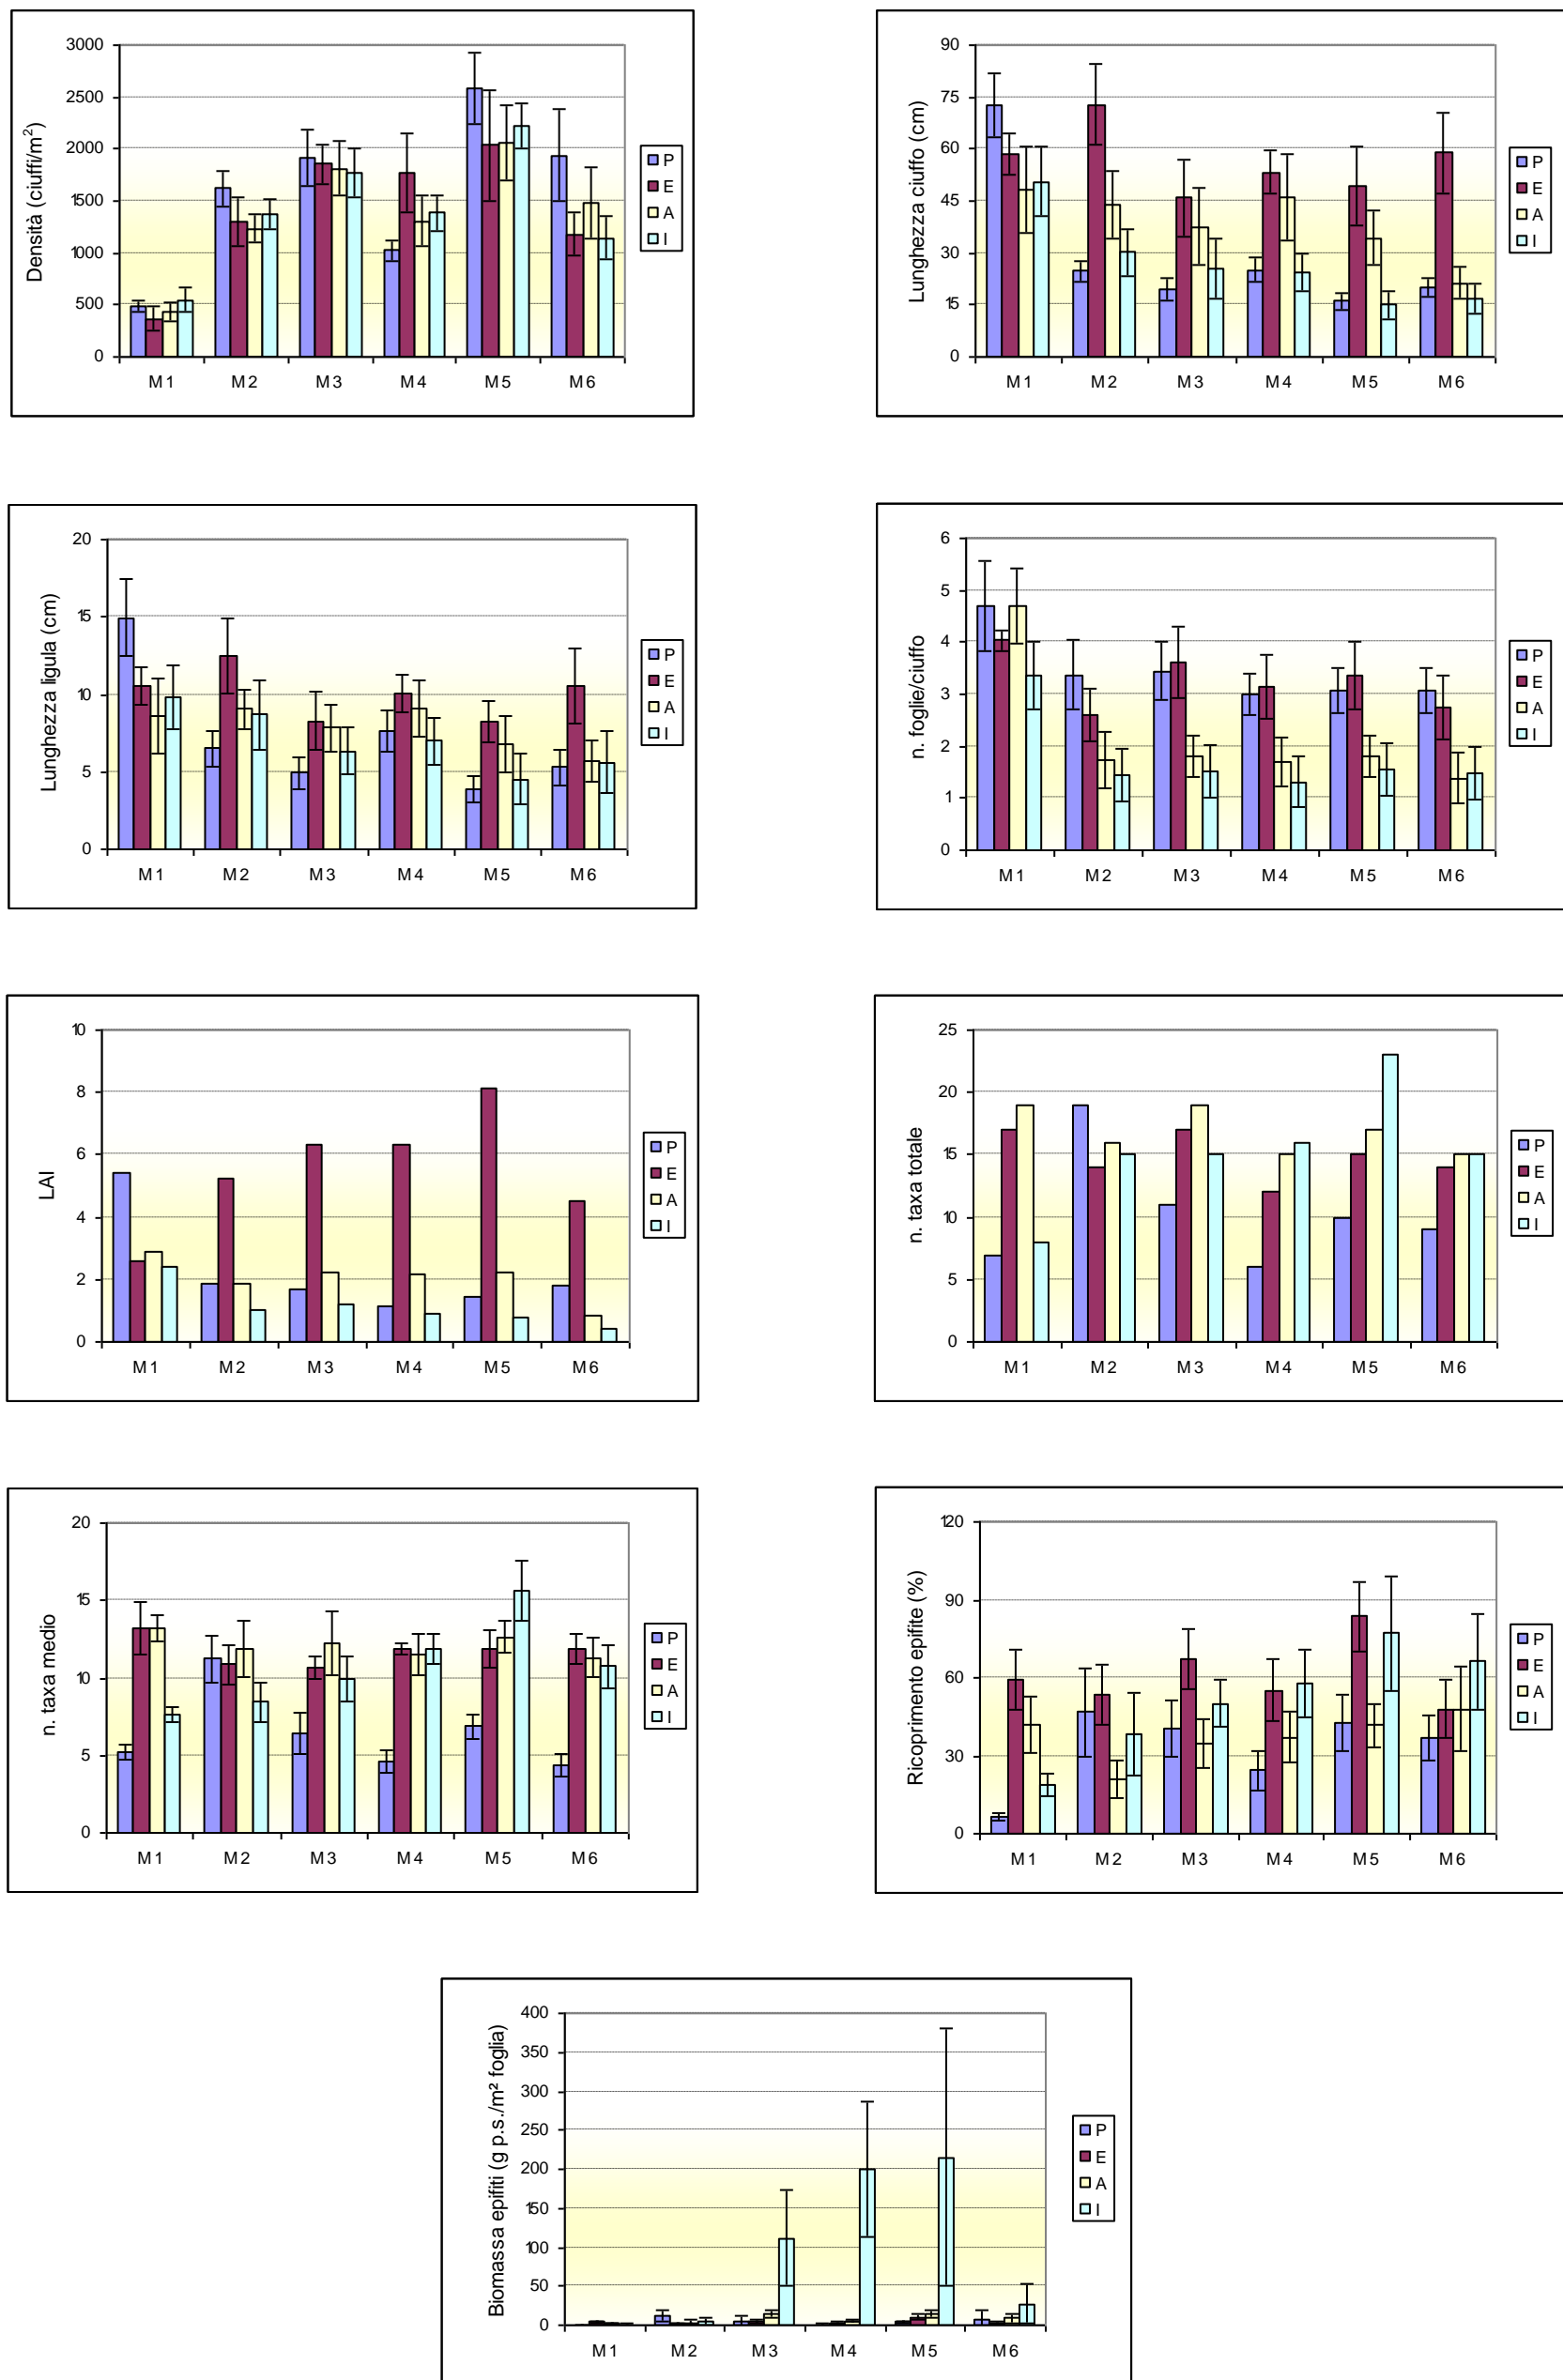 Densità (ciuffi/m²)
3000
2500
2000
1500
1000
500
0
M1 M2 M3 M4 M5 M6
P
E
A
I
Lunghezza ciuffo (cm)
90
75
60
45
30
15
0
M1 M2 M3 M4 M5 M6
P
E
A
I
Lunghezza ligula (cm)
20
15
10
5
0
M1 M2 M3 M4 M5 M6
P
E
A
I
n. foglie/ciuffo
6
5
4
3
2
1
0
M1 M2 M3 M4 M5 M6
P
E
A
I
LAI
10
8
6
4
2
0
M1 M2 M3 M4 M5 M6
P
E
A
I
n. taxa totale
25
20
15
10
5
0
M1 M2 M3 M4 M5 M6
P
E
A
I
n. taxa medio
20
15
10
5
0
M1 M2 M3 M4 M5 M6
P
E
A
I
Ricoprimento epifite (%)
120
90
60
30
0
M1 M2 M3 M4 M5 M6
P
E
A
I
Biomassa epifiti (g p.s./m² foglia)
400
350
300
250
200
150
100
50
0
M1 M2 M3 M4 M5 M6
P
E
A
I